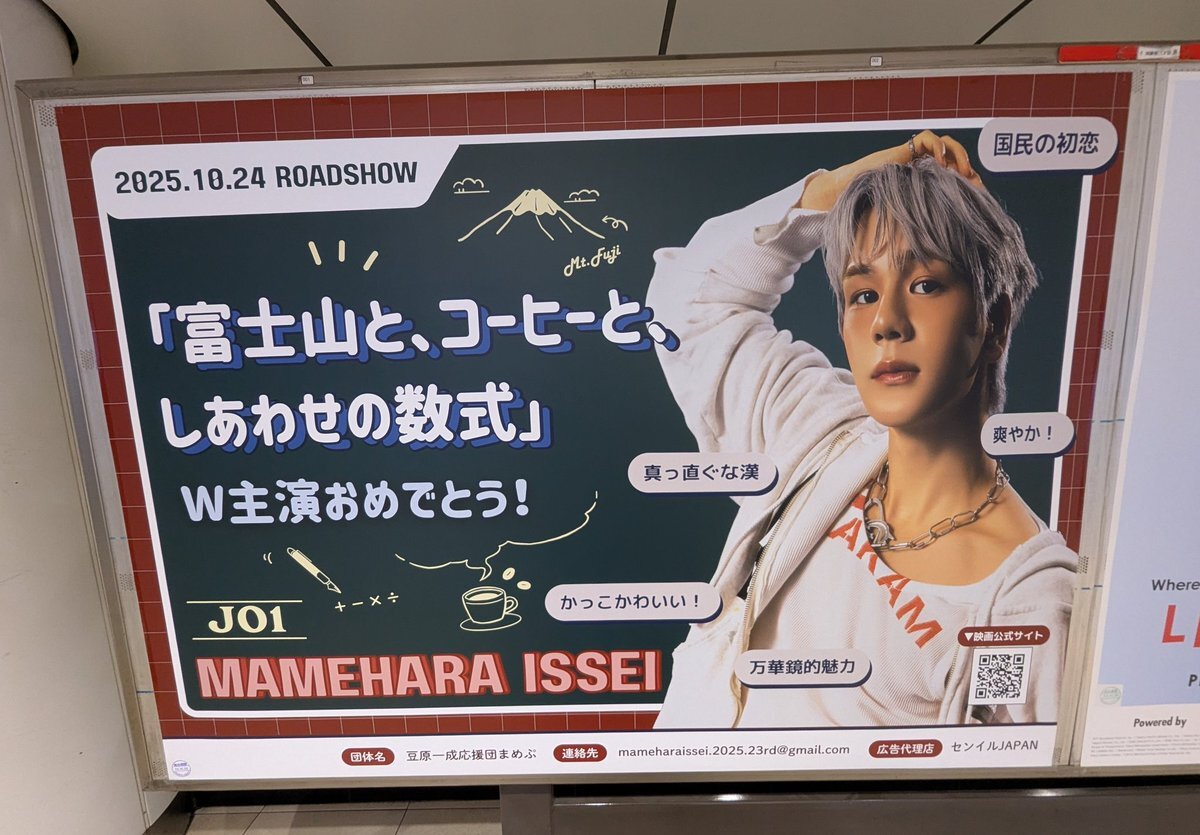 2025.10.24 ROADSHOW
国民の初恋
Mt.Fuji
「富士山と、コーヒーと、
しあわせの数式」
W主演おめでとう!
爽やか！
真っ直ぐな漢
かっこかわいい！
万華鏡的魅力
+ − × ÷
JO1
MAMEHARA ISSEI
ARAM
▼映画公式サイト
団体名 豆原一成応援団まめぷ 連絡先 mameharaissei.2025.23rd@gmail.com 広告代理店 センイルJAPAN
001
002
Where
Powered by